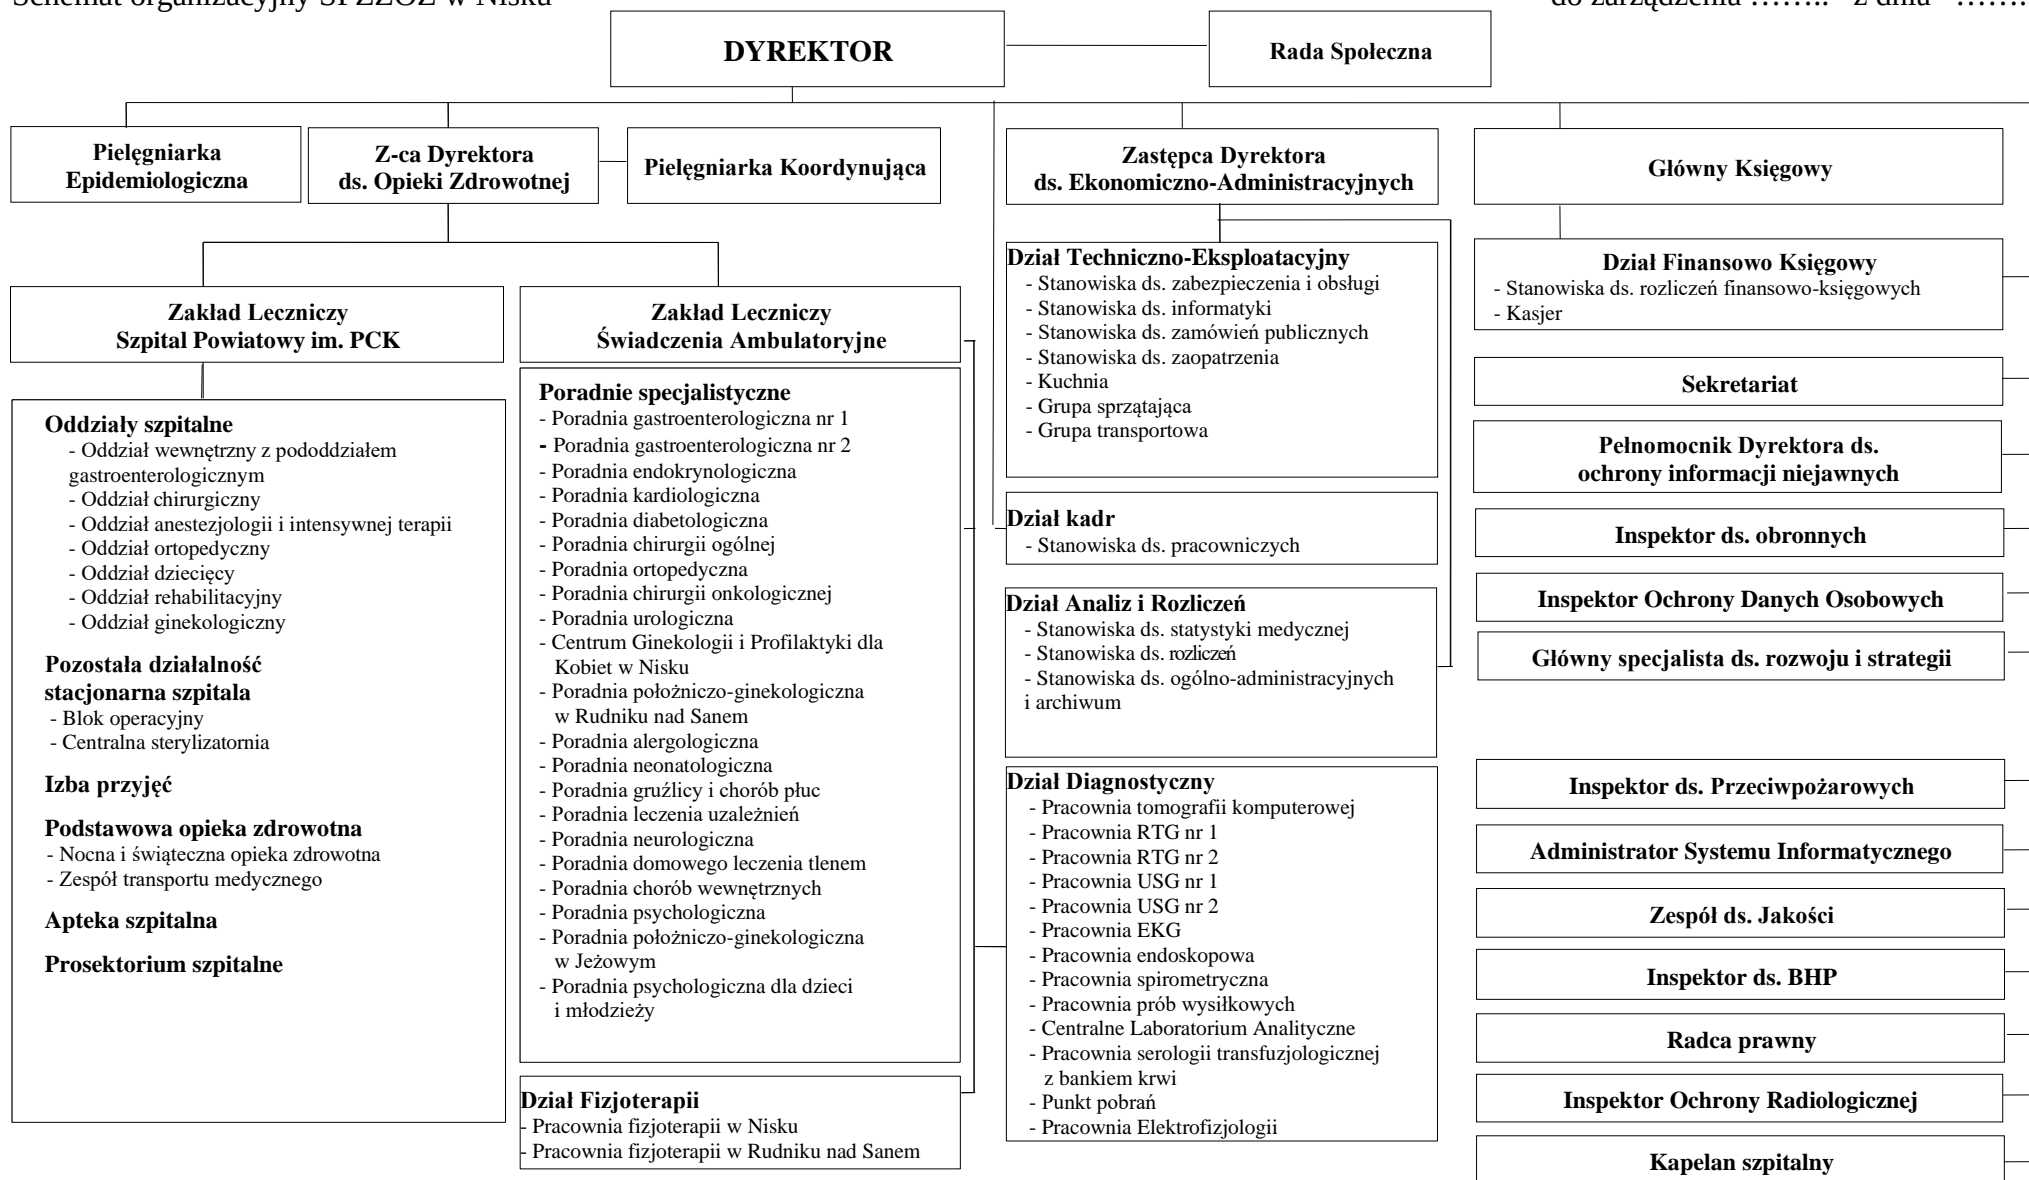 Schemat organizacyjny SPZZOZ w Nisku
do zarządzenia …….. z dnia …….
DYREKTOR
Rada Społeczna
Pielęgniarka
Epidemiologiczna
Z-ca Dyrektora
ds. Opieki Zdrowotnej
Pielęgniarka Koordynująca
Zastępca Dyrektora
ds. Ekonomiczno-Administracyjnych
Główny Księgowy
Zakład Leczniczy
Szpital Powiatowy im. PCK
Oddziały szpitalne
- Oddział wewnętrzny z pododdziałem
gastroenterologicznym
- Oddział chirurgiczny
- Oddział anestezjologii i intensywnej terapii
- Oddział ortopedyczny
- Oddział dziecięcy
- Oddział rehabilitacyjny
- Oddział ginekologiczny
Pozostała działalność
stacjonarna szpitala
- Blok operacyjny
- Centralna sterylizatornia
Izba przyjęć
Podstawowa opieka zdrowotna
- Nocna i świąteczna opieka zdrowotna
- Zespół transportu medycznego
Apteka szpitalna
Prosektorium szpitalne
Zakład Leczniczy
Świadczenia Ambulatoryjne
Poradnie specjalistyczne
- Poradnia gastroenterologiczna nr 1
- Poradnia gastroenterologiczna nr 2
- Poradnia endokrynologiczna
- Poradnia kardiologiczna
- Poradnia diabetologiczna
- Poradnia chirurgii ogólnej
- Poradnia ortopedyczna
- Poradnia chirurgii onkologicznej
- Poradnia urologiczna
- Centrum Ginekologii i Profilaktyki dla
Kobiet w Nisku
- Poradnia położniczo-ginekologiczna
w Rudniku nad Sanem
- Poradnia alergologiczna
- Poradnia neonatologiczna
- Poradnia gruźlicy i chorób płuc
- Poradnia leczenia uzależnień
- Poradnia neurologiczna
- Poradnia domowego leczenia tlenem
- Poradnia chorób wewnętrznych
- Poradnia psychologiczna
- Poradnia położniczo-ginekologiczna
w Jeżowym
- Poradnia psychologiczna dla dzieci
i młodzieży
Dział Fizjoterapii
- Pracownia fizjoterapii w Nisku
- Pracownia fizjoterapii w Rudniku nad Sanem
Dział Techniczno-Eksploatacyjny
- Stanowiska ds. zabezpieczenia i obsługi
- Stanowiska ds. informatyki
- Stanowiska ds. zamówień publicznych
- Stanowiska ds. zaopatrzenia
- Kuchnia
- Grupa sprzątająca
- Grupa transportowa
Dział kadr
- Stanowiska ds. pracowniczych
Dział Analiz i Rozliczeń
- Stanowiska ds. statystyki medycznej
- Stanowiska ds. rozliczeń
- Stanowiska ds. ogólno-administracyjnych
i archiwum
Dział Diagnostyczny
- Pracownia tomografii komputerowej
- Pracownia RTG nr 1
- Pracownia RTG nr 2
- Pracownia USG nr 1
- Pracownia USG nr 2
- Pracownia EKG
- Pracownia endoskopowa
- Pracownia spirometryczna
- Pracownia prób wysiłkowych
- Centralne Laboratorium Analityczne
- Pracownia serologii transfuzjologicznej
z bankiem krwi
- Punkt pobrań
- Pracownia Elektrofizjologii
Dział Finansowo Księgowy
- Stanowiska ds. rozliczeń finansowo-księgowych
- Kasjer
Sekretariat
Pełnomocnik Dyrektora ds.
ochrony informacji niejawnych
Inspektor ds. obronnych
Inspektor Ochrony Danych Osobowych
Główny specjalista ds. rozwoju i strategii
Inspektor ds. Przeciwpożarowych
Administrator Systemu Informatycznego
Zespół ds. Jakości
Inspektor ds. BHP
Radca prawny
Inspektor Ochrony Radiologicznej
Kapelan szpitalny